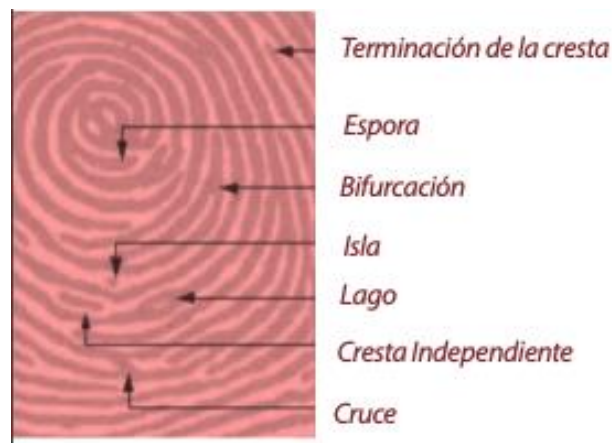 Terminación de la cresta
Espora
Bifurcación
Isla
Lago
Cresta Independiente
Cruce